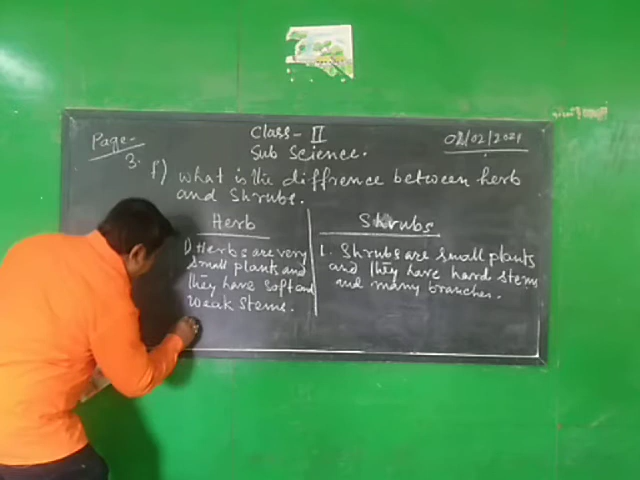 Page-
3.
Class - II
Sub Science.
02/02/2021
f) what is the diffrence between herb
and Shrubs.
Herb
1) Herbs are very
small plants and
they have soft and
weak stems.
Shrubs
1. Shrubs are small plants
and they have hard stems
and many branches.